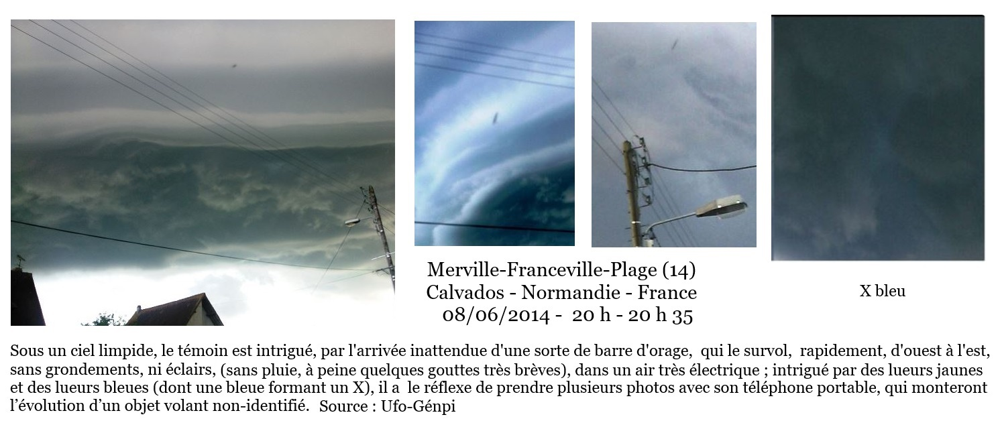 Merville-Franceville-Plage (14)
Calvados - Normandie - France
08/06/2014 - 20 h - 20 h 35
X bleu
Sous un ciel limpide, le témoin est intrigué, par l'arrivée inattendue d'une sorte de barre d'orage, qui le survol, rapidement, d'ouest à l'est,
sans grondements, ni éclairs, (sans pluie, à peine quelques gouttes très brèves), dans un air très électrique ; intrigué par des lueurs jaunes
et des lueurs bleues (dont une bleue formant un X), il a le réflexe de prendre plusieurs photos avec son téléphone portable, qui monteront
l’évolution d’un objet volant non-identifié. Source : Ufo-Génpi